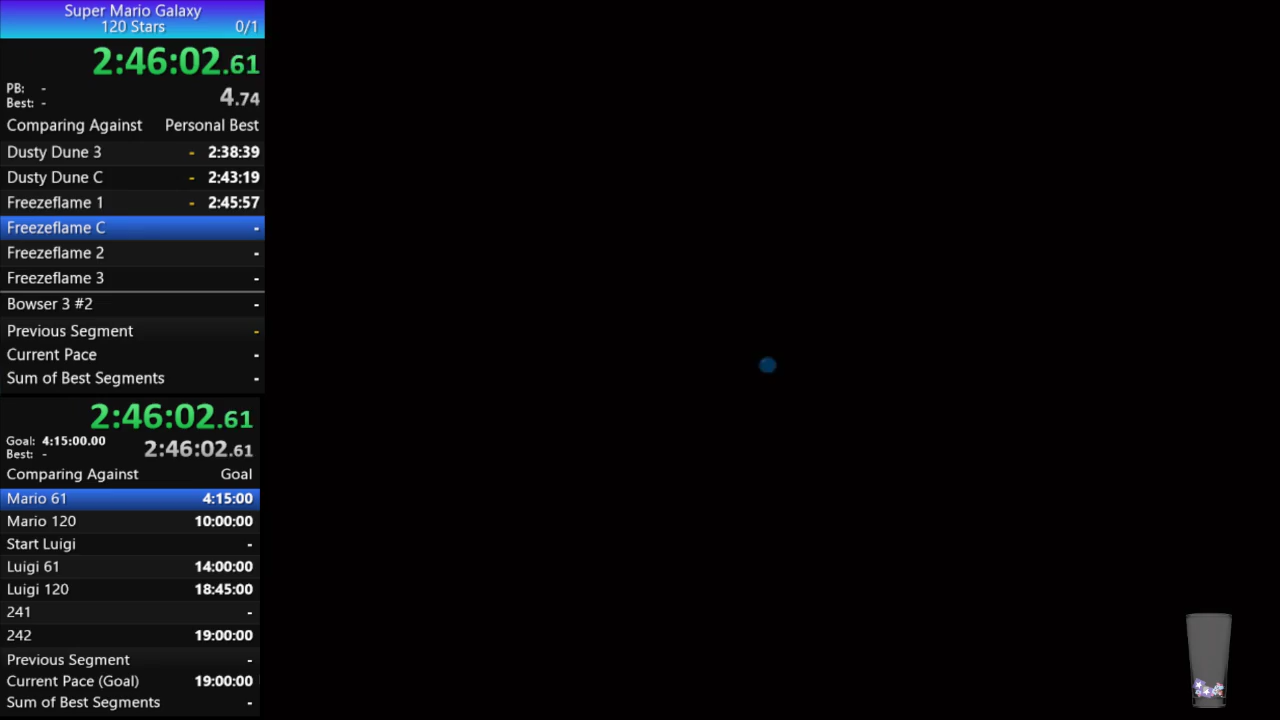 Super Mario Galaxy
120 Stars 0/1
2:46:02.61
PB: -
Best: -
4.74
Comparing Against Personal Best
Dusty Dune 3 - 2:38:39
Dusty Dune C - 2:43:19
Freezeflame 1 - 2:45:57
Freezeflame C -
Freezeflame 2 -
Freezeflame 3 -
Bowser 3 #2 -
Previous Segment -
Current Pace -
Sum of Best Segments -
2:46:02.61
Goal: 4:15:00.00
Best: -
2:46:02.61
Comparing Against Goal
Mario 61 4:15:00
Mario 120 10:00:00
Start Luigi -
Luigi 61 14:00:00
Luigi 120 18:45:00
241 -
242 19:00:00
Previous Segment -
Current Pace (Goal) 19:00:00
Sum of Best Segments -